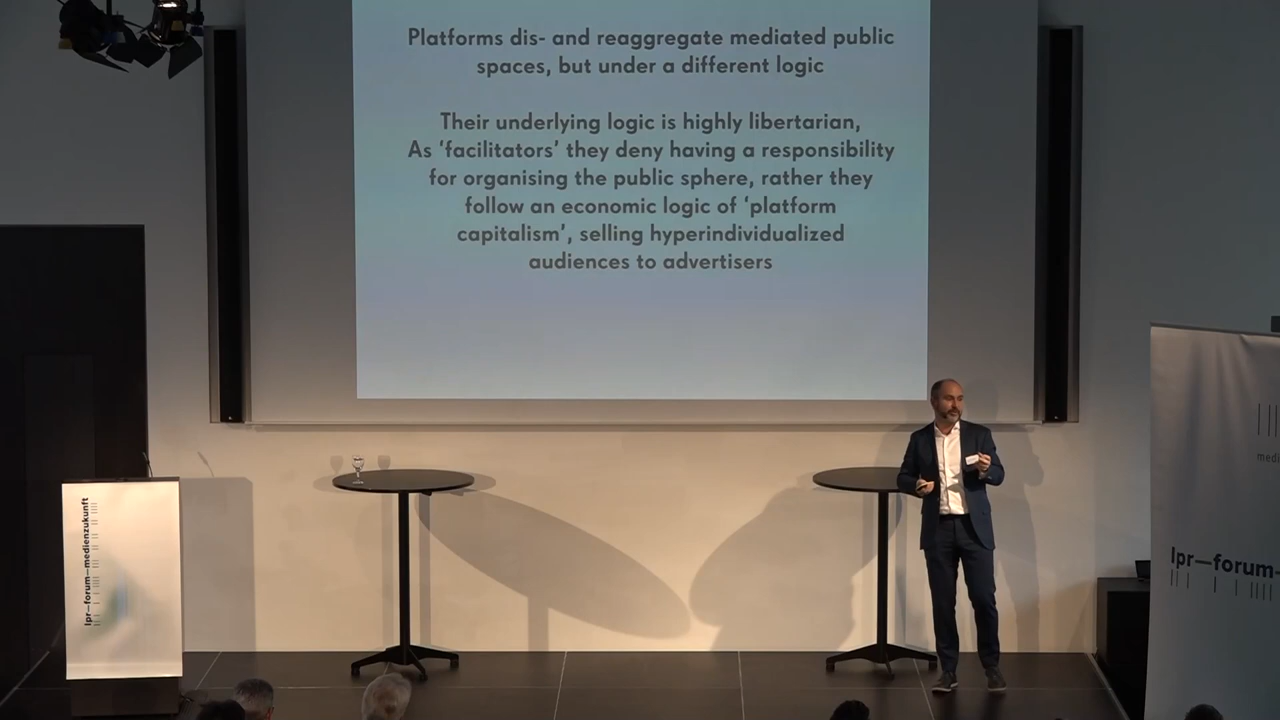 Platforms dis- and reaggregate mediated public
spaces, but under a different logic
Their underlying logic is highly libertarian,
As ‘facilitators’ they deny having a responsibility
for organising the public sphere, rather they
follow an economic logic of ‘platform
capitalism’, selling hyperindividualized
audiences to advertisers
lpr—forum—medienzukunft
medi
lpr—forum-